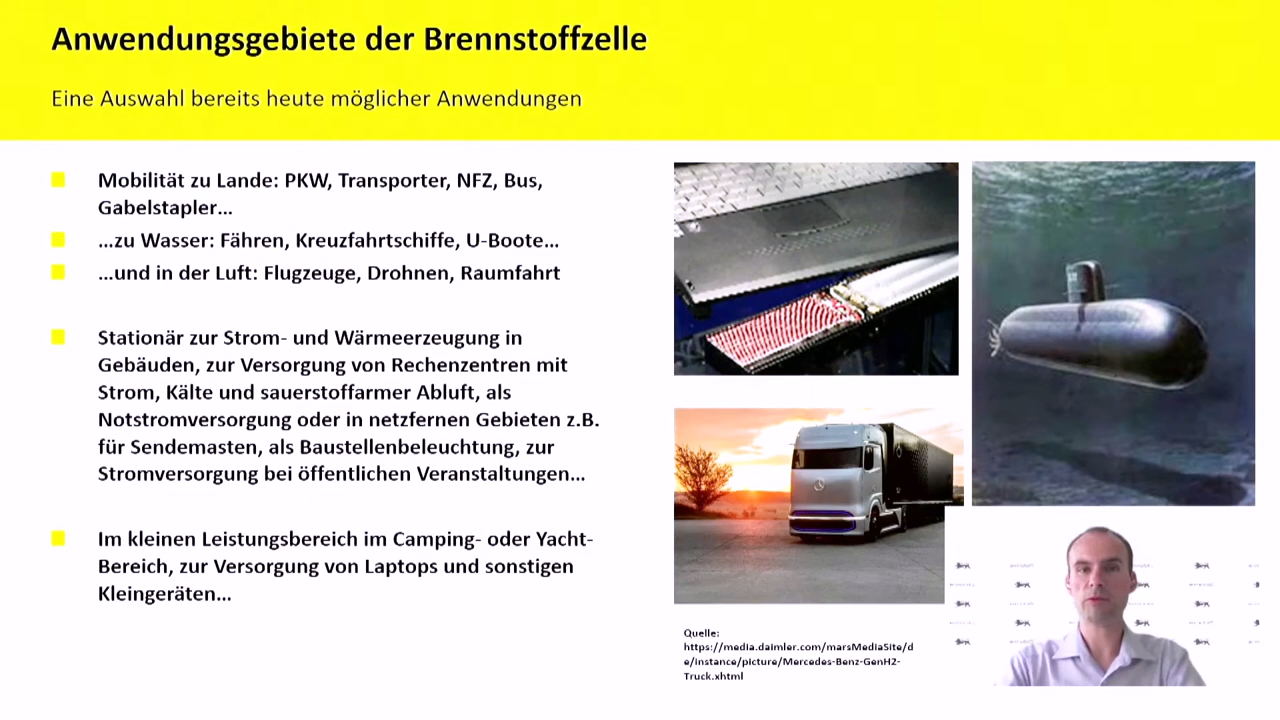 Anwendungsgebiete der Brennstoffzelle
Eine Auswahl bereits heute möglicher Anwendungen
Mobilität zu Lande: PKW, Transporter, NFZ, Bus,
Gabelstapler...
...zu Wasser: Fähren, Kreuzfahrtschiffe, U-Boote...
...und in der Luft: Flugzeuge, Drohnen, Raumfahrt
Stationär zur Strom- und Wärmeerzeugung in
Gebäuden, zur Versorgung von Rechenzentren mit
Strom, Kälte und sauerstoffarmer Abluft, als
Notstromversorgung oder in netzfernen Gebieten z.B.
für Sendemasten, als Baustellenbeleuchtung, zur
Stromversorgung bei öffentlichen Veranstaltungen...
Im kleinen Leistungsbereich im Camping- oder Yacht-
Bereich, zur Versorgung von Laptops und sonstigen
Kleingeräten...
Quelle:
https://media.daimler.com/marsMediaSite/d
e/instance/picture/Mercedes-Benz-GenH2-
Truck.xhtml